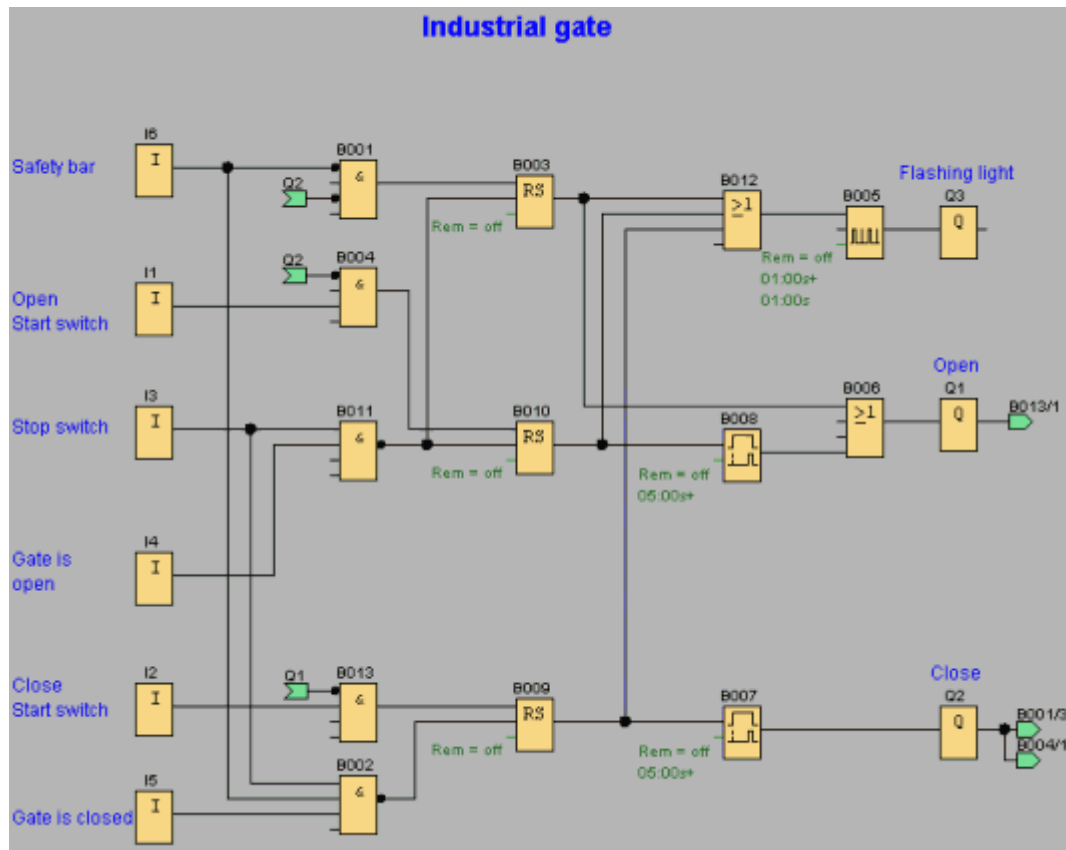 Industrial gate
I6
Safety bar
I
B001
&
Q2
B003
RS
Rem = off
B012
≥1
Flashing light
B005
Rem = off
01:00s+
01:00s
Q3
Q
I1
Open
Start switch
I
Q2
B004
&
I3
Stop switch
I
B011
&
B010
RS
Rem = off
B008
Rem = off
05:00s+
B006
≥1
Open
Q1
Q
B013/1
I4
Gate is
open
I
I2
Close
Start switch
I
Q1
B013
&
B009
RS
Rem = off
B007
Rem = off
05:00s+
Close
Q2
Q
B001/3
B004/1
I5
Gate is closed
I
B002
&